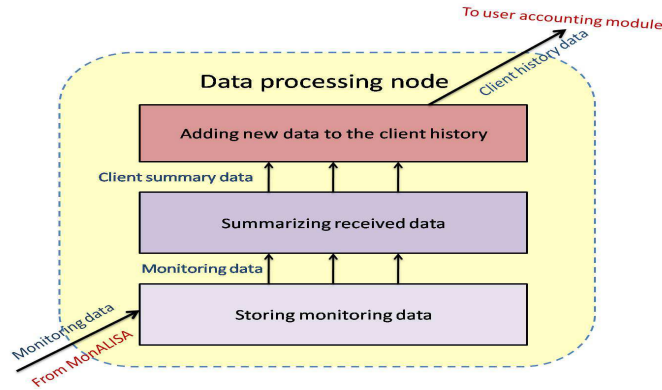 To user accounting module
Client history data
Data processing node
Adding new data to the client history
Client summary data
Summarizing received data
Monitoring data
Storing monitoring data
Monitoring data
From MonALISA